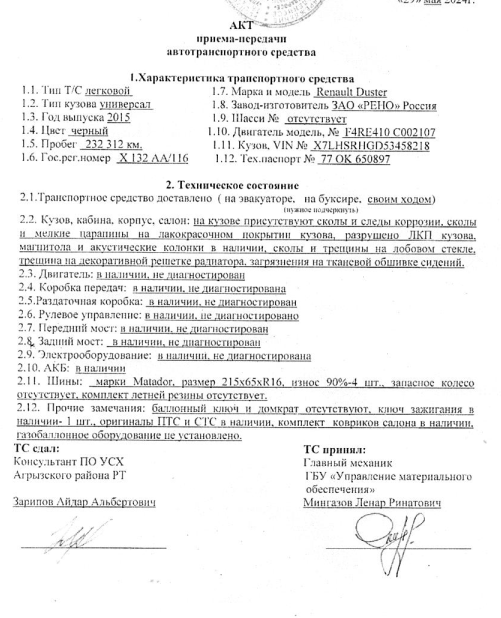 «29» мая 2024г.
АКТ
приема-передачи
автотранспортного средства
1.Характеристика транспортного средства
1.1. Тип Т/С легковой
1.2. Тип кузова универсал
1.3. Год выпуска 2015
1.4. Цвет черный
1.5. Пробег 232 312 км.
1.6. Гос.рег.номер Х 132 АА/116
1.7. Марка и модель Renault Duster
1.8. Завод-изготовитель ЗАО «РЕНО» Россия
1.9. Шасси № отсутствует
1.10. Двигатель модель, № F4RE410 C002107
1.11. Кузов, VIN № X7LHSRHGD53458218
1.12. Тех.паспорт № 77 ОК 650897
2. Техническое состояние
2.1.Транспортное средство доставлено ( на эвакуаторе, на буксире, своим ходом)
(нужное подчеркнуть)
2.2. Кузов, кабина, корпус, салон: на кузове присутствуют сколы и следы коррозии, сколы
и мелкие царапины на лакокрасочном покрытии кузова, разрушено ЛКП кузова,
магнитола и акустические колонки в наличии, сколы и трещины на лобовом стекле,
трещина на декоративной решетке радиатора, загрязнения на тканевой обшивке сидений.
2.3. Двигатель: в наличии, не диагностирован
2.4. Коробка передач: в наличии, не диагностирована
2.5.Раздаточная коробка: в наличии, не диагностирован
2.6. Рулевое управление: в наличии, не диагностировано
2.7. Передний мост: в наличии, не диагностирован
2.8. Задний мост: в наличии, не диагностирован
2.9. Электрооборудование: в наличии, не диагностирована
2.10. АКБ: в наличии
2.11. Шины: марки Matador, размер 215х65хR16, износ 90%-4 шт., запасное колесо
отсутствует, комплект летней резины отсутствует.
2.12. Прочие замечания: баллонный ключ и домкрат отсутствуют, ключ зажигания в
наличии- 1 шт., оригиналы ПТС и СТС в наличии, комплект ковриков салона в наличии,
газобаллонное оборудование не установлено.
ТС сдал:
Консультант ПО УСХ
Агрызского района РТ
Зарипов Айдар Альбертович
ТС принял:
Главный механик
ГБУ «Управление материального
обеспечения»
Мингазов Ленар Ринатович